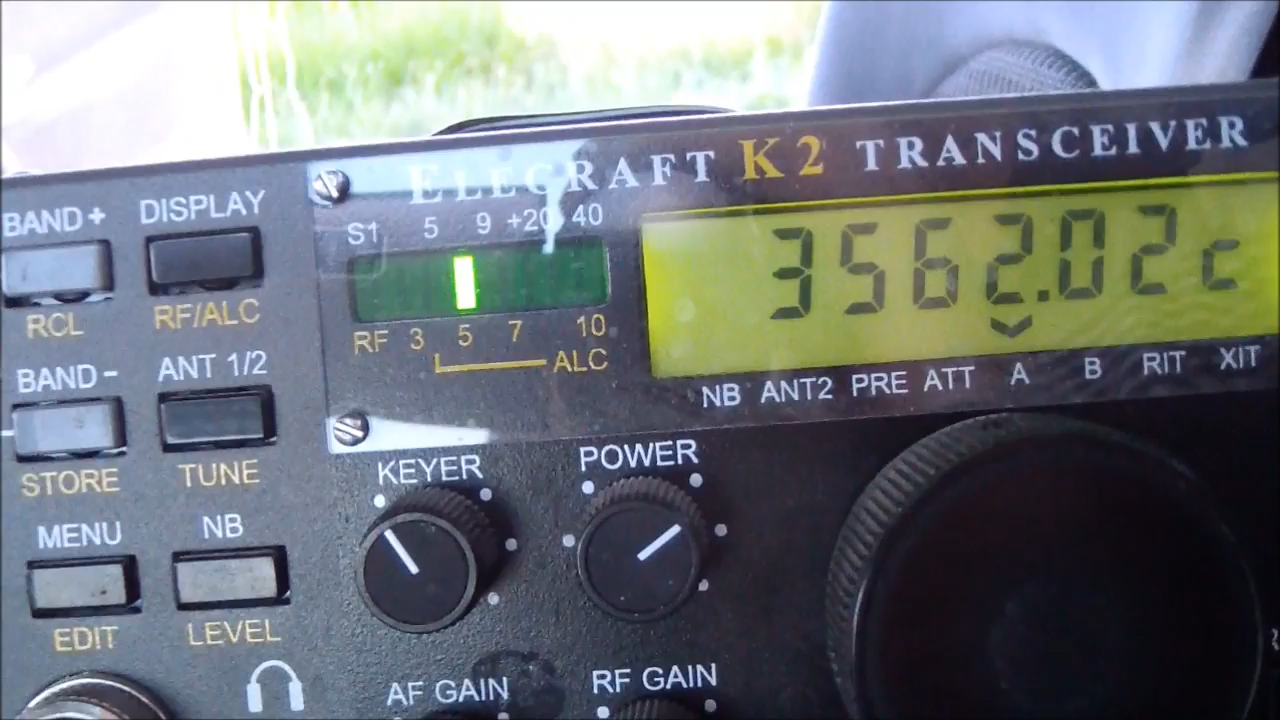 ELECRAFT K2 TRANSCEIVER
BAND + DISPLAY
S1 5 9 +20 40
3562.02c
RCL RF/ALC
RF 3 5 7 10
ALC
BAND - ANT 1/2
NB ANT2 PRE ATT A B RIT XIT
STORE TUNE
KEYER POWER
MENU NB
EDIT LEVEL
AF GAIN RF GAIN